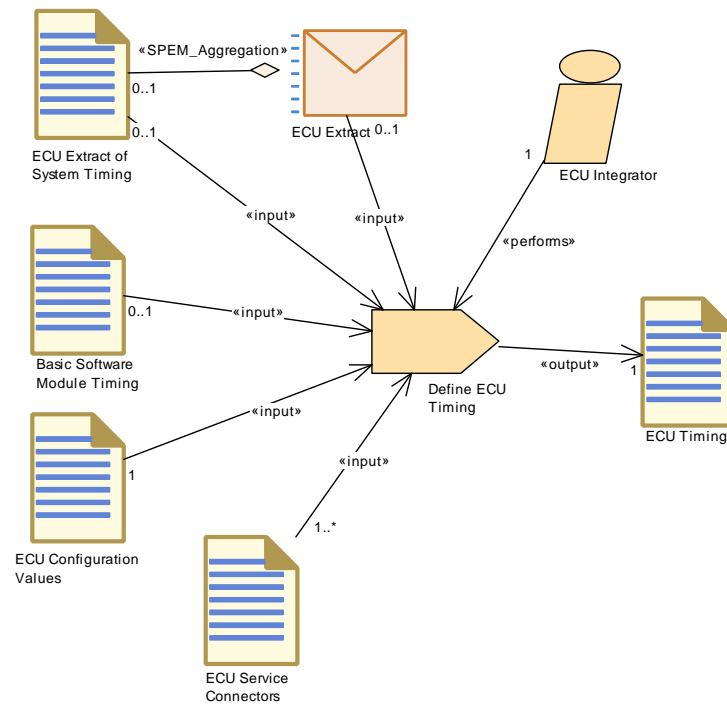 «SPEM_Aggregation»
0..1
0..1
ECU Extract of
System Timing
ECU Extract
0..1
ECU Integrator
1
«input»
«input»
«performs»
0..1
«input»
Basic Software
Module Timing
Define ECU
Timing
«output»
1
ECU Timing
«input»
1
ECU Configuration
Values
«input»
1..*
ECU Service
Connectors